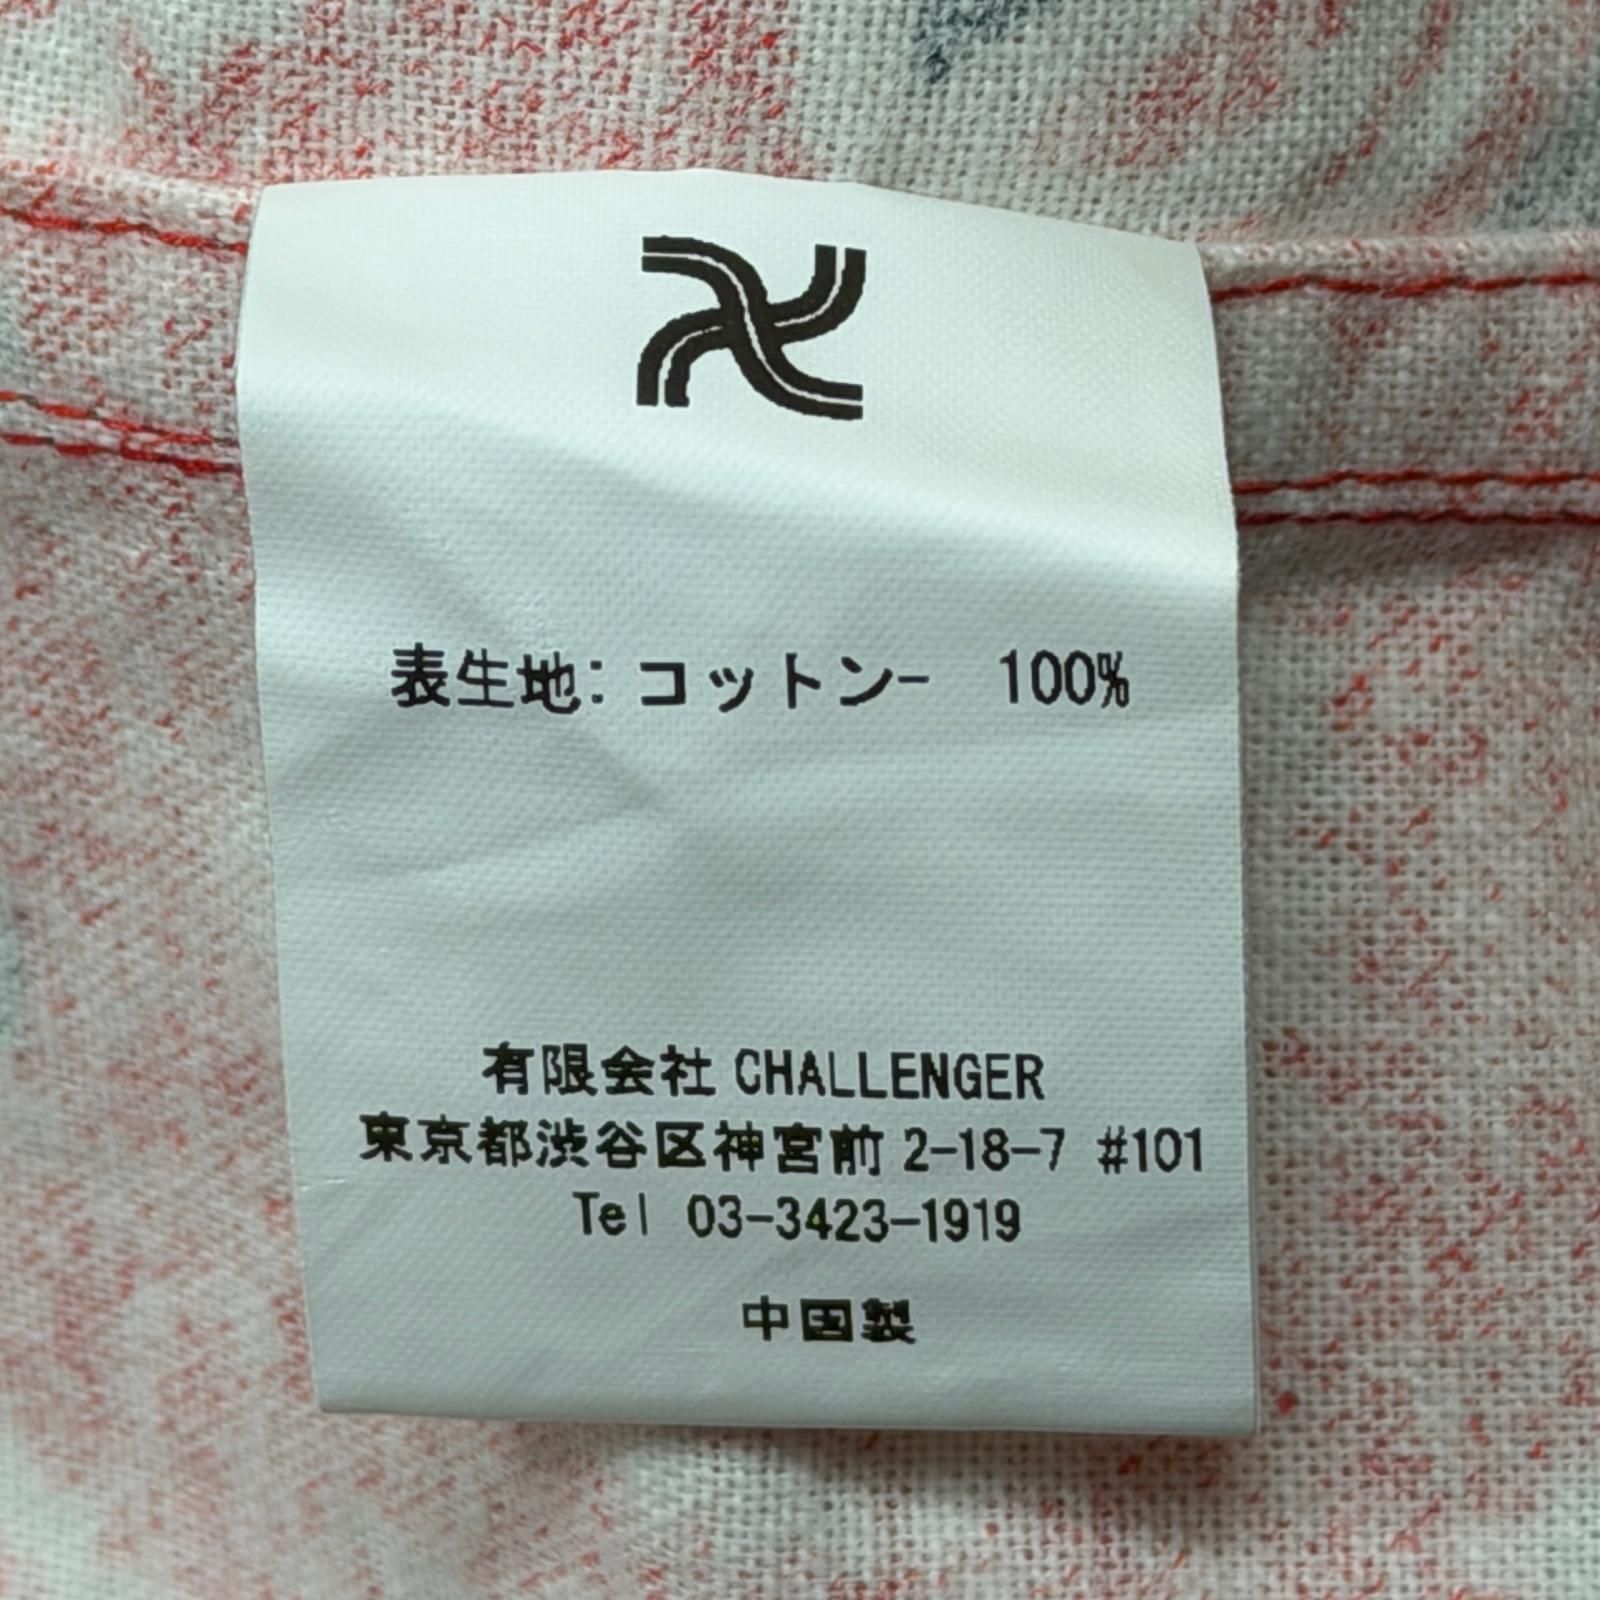 表生地: コットン- 100%
有限会社 CHALLENGER
東京都渋谷区神宮前 2-18-7 #101
Tel 03-3423-1919
中国製